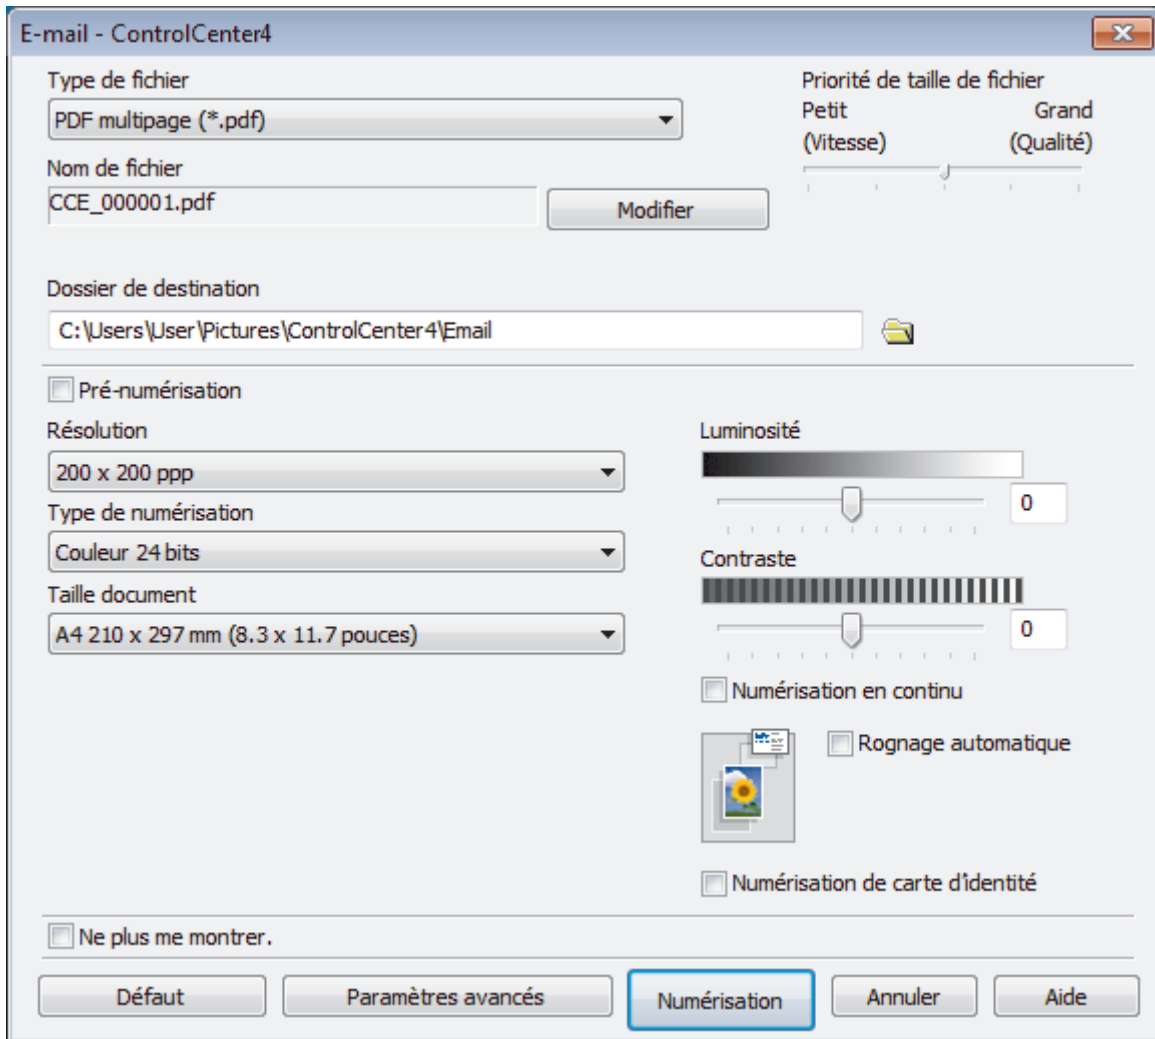 E-mail - ControlCenter4
Type de fichier
PDF multipage (*.pdf)
Priorité de taille de fichier
Petit Grand
(Vitesse) (Qualité)
Nom de fichier
CCE_000001.pdf
Modifier
Dossier de destination
C:\Users\User\Pictures\ControlCenter4\Email
Pré-numérisation
Résolution
200 x 200 ppp
Type de numérisation
Couleur 24 bits
Taille document
A4 210 x 297 mm (8.3 x 11.7 pouces)
Luminosité
0
Contraste
0
Numérisation en continu
Rognage automatique
Numérisation de carte d'identité
Ne plus me montrer.
Défaut Paramètres avancés Numérisation Annuler Aide